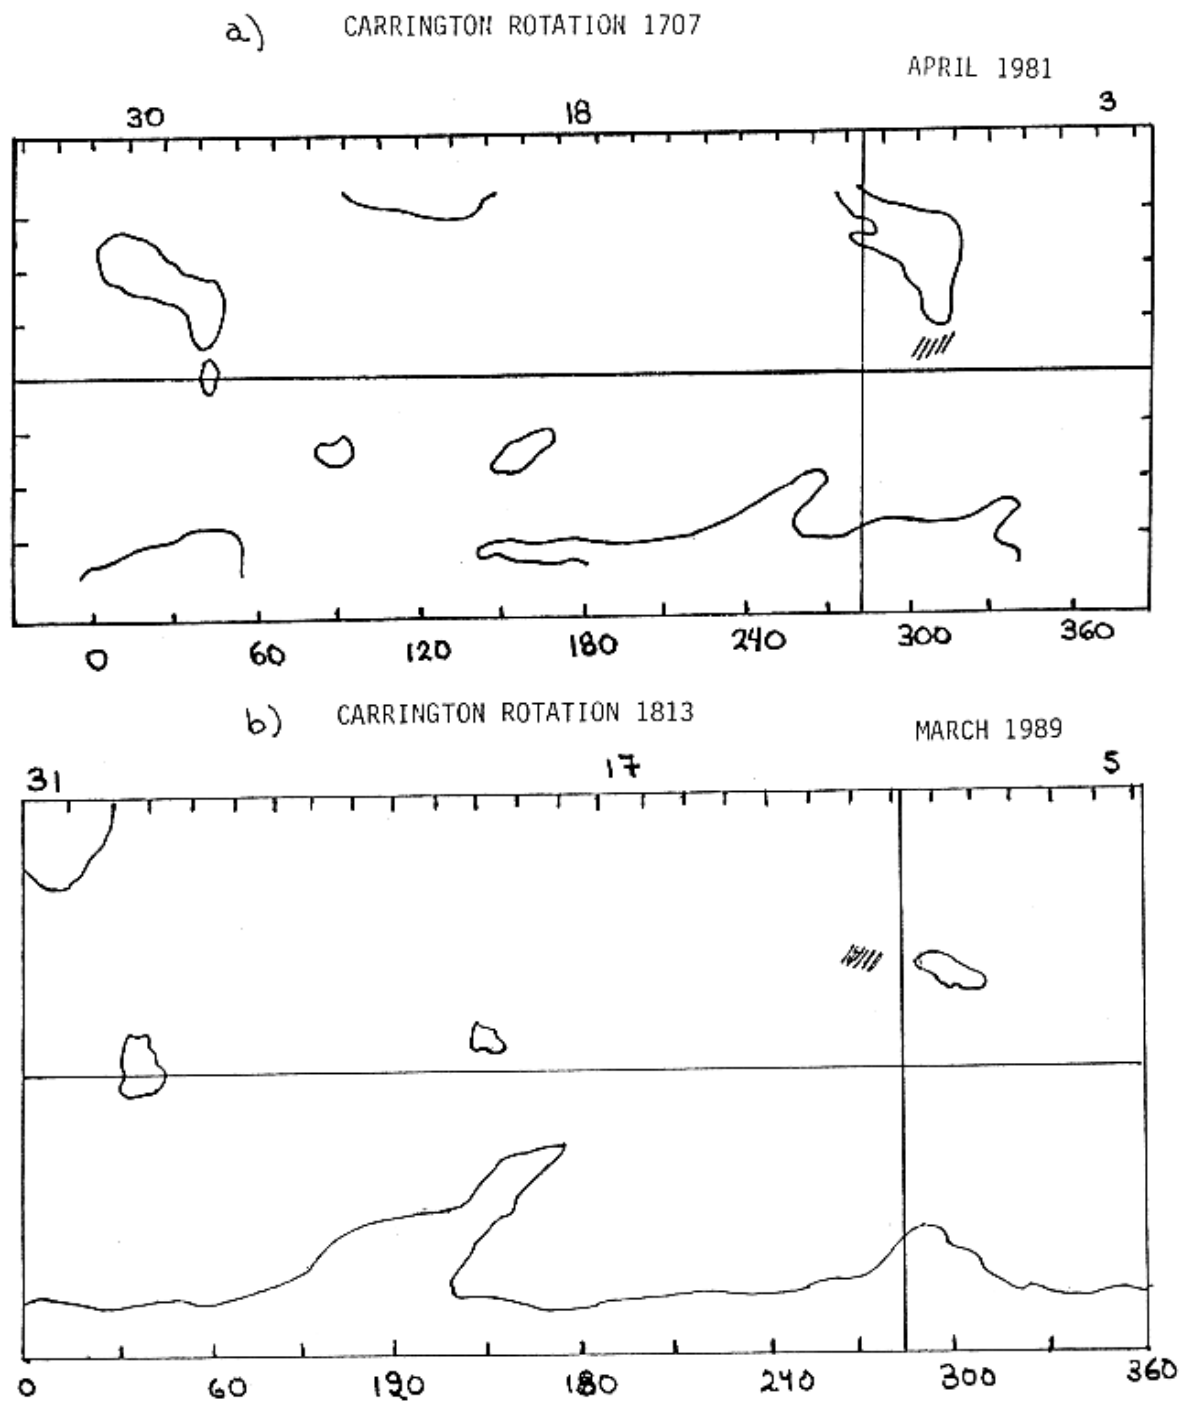 a) CARRINGTON ROTATION 1707
APRIL 1981
30 18 3
0 60 120 180 240 300 360
b) CARRINGTON ROTATION 1813
MARCH 1989
31 17 5
0 60 120 180 240 300 360